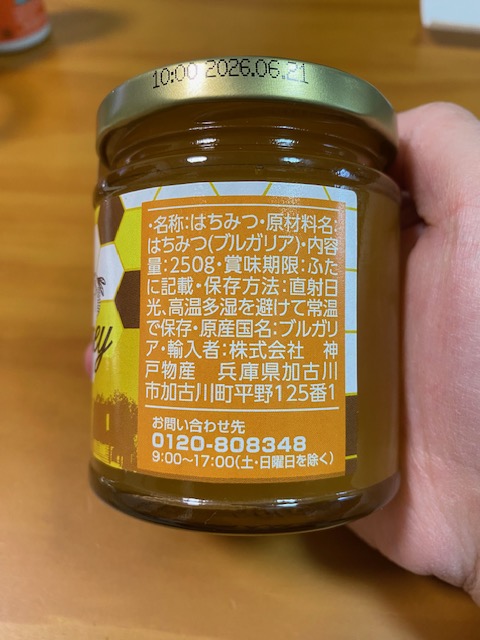 10:00 2026.06.21
・名称:はちみつ・原材料名:
はちみつ(ブルガリア)・内容
量:250g・賞味期限:ふた
に記載・保存方法:直射日
光、高温多湿を避けて常温
で保存・原産国名:ブルガリ
ア・輸入者:株式会社 神
戸物産 兵庫県加古川
市加古川町平野125番1
お問い合わせ先
0120-808348
9:00〜17:00(土・日曜日を除く)